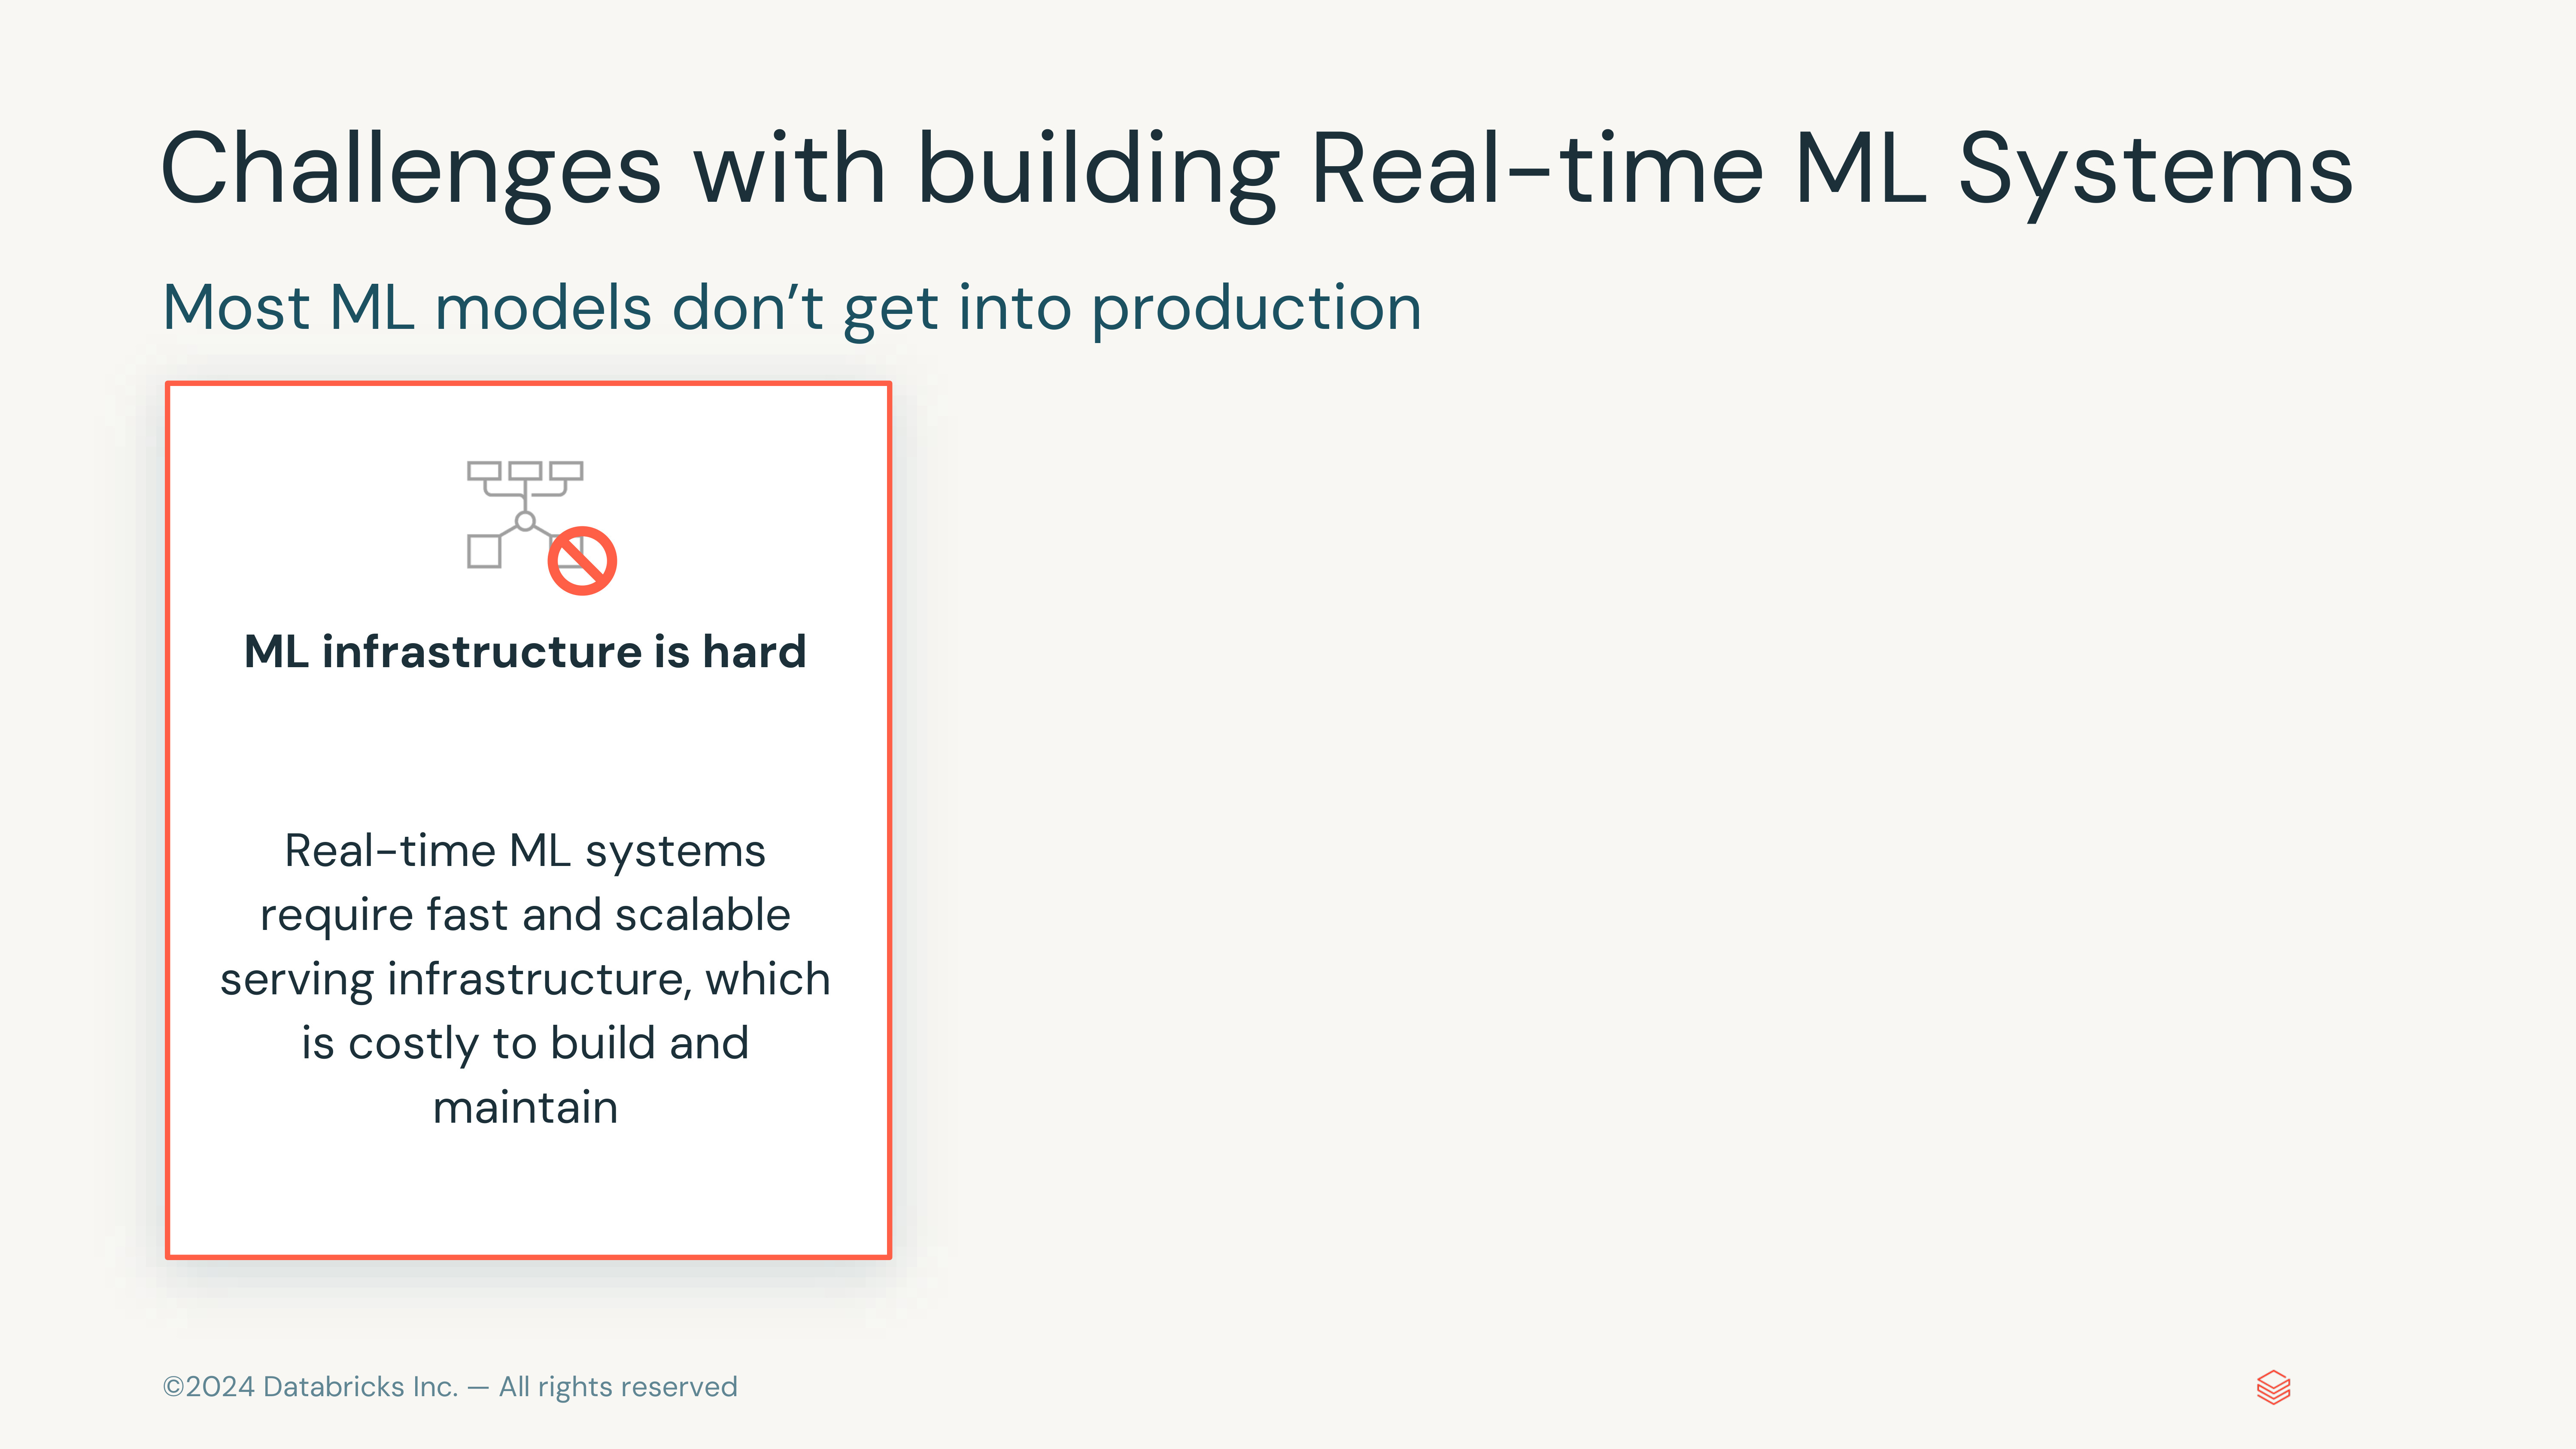 Challenges with building Real-time ML Systems
Most ML models don’t get into production
ML infrastructure is hard
Real-time ML systems
require fast and scalable
serving infrastructure, which
is costly to build and
maintain
©2024 Databricks Inc. — All rights reserved